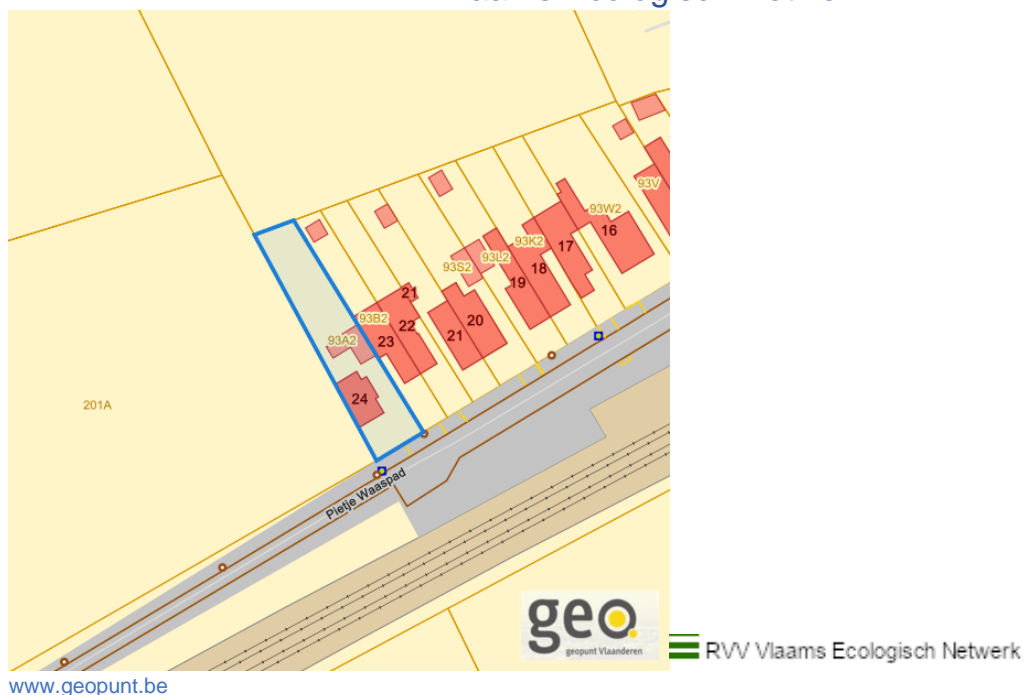 93V
93W2
16
93K2
17
93L2
93S2
18
19
21
93B2
22
20
21
93A2
23
24
201A
Pietje Waaspad
geo
geopunt Vlaanderen
RVV Vlaams Ecologisch Netwerk
www.geopunt.be